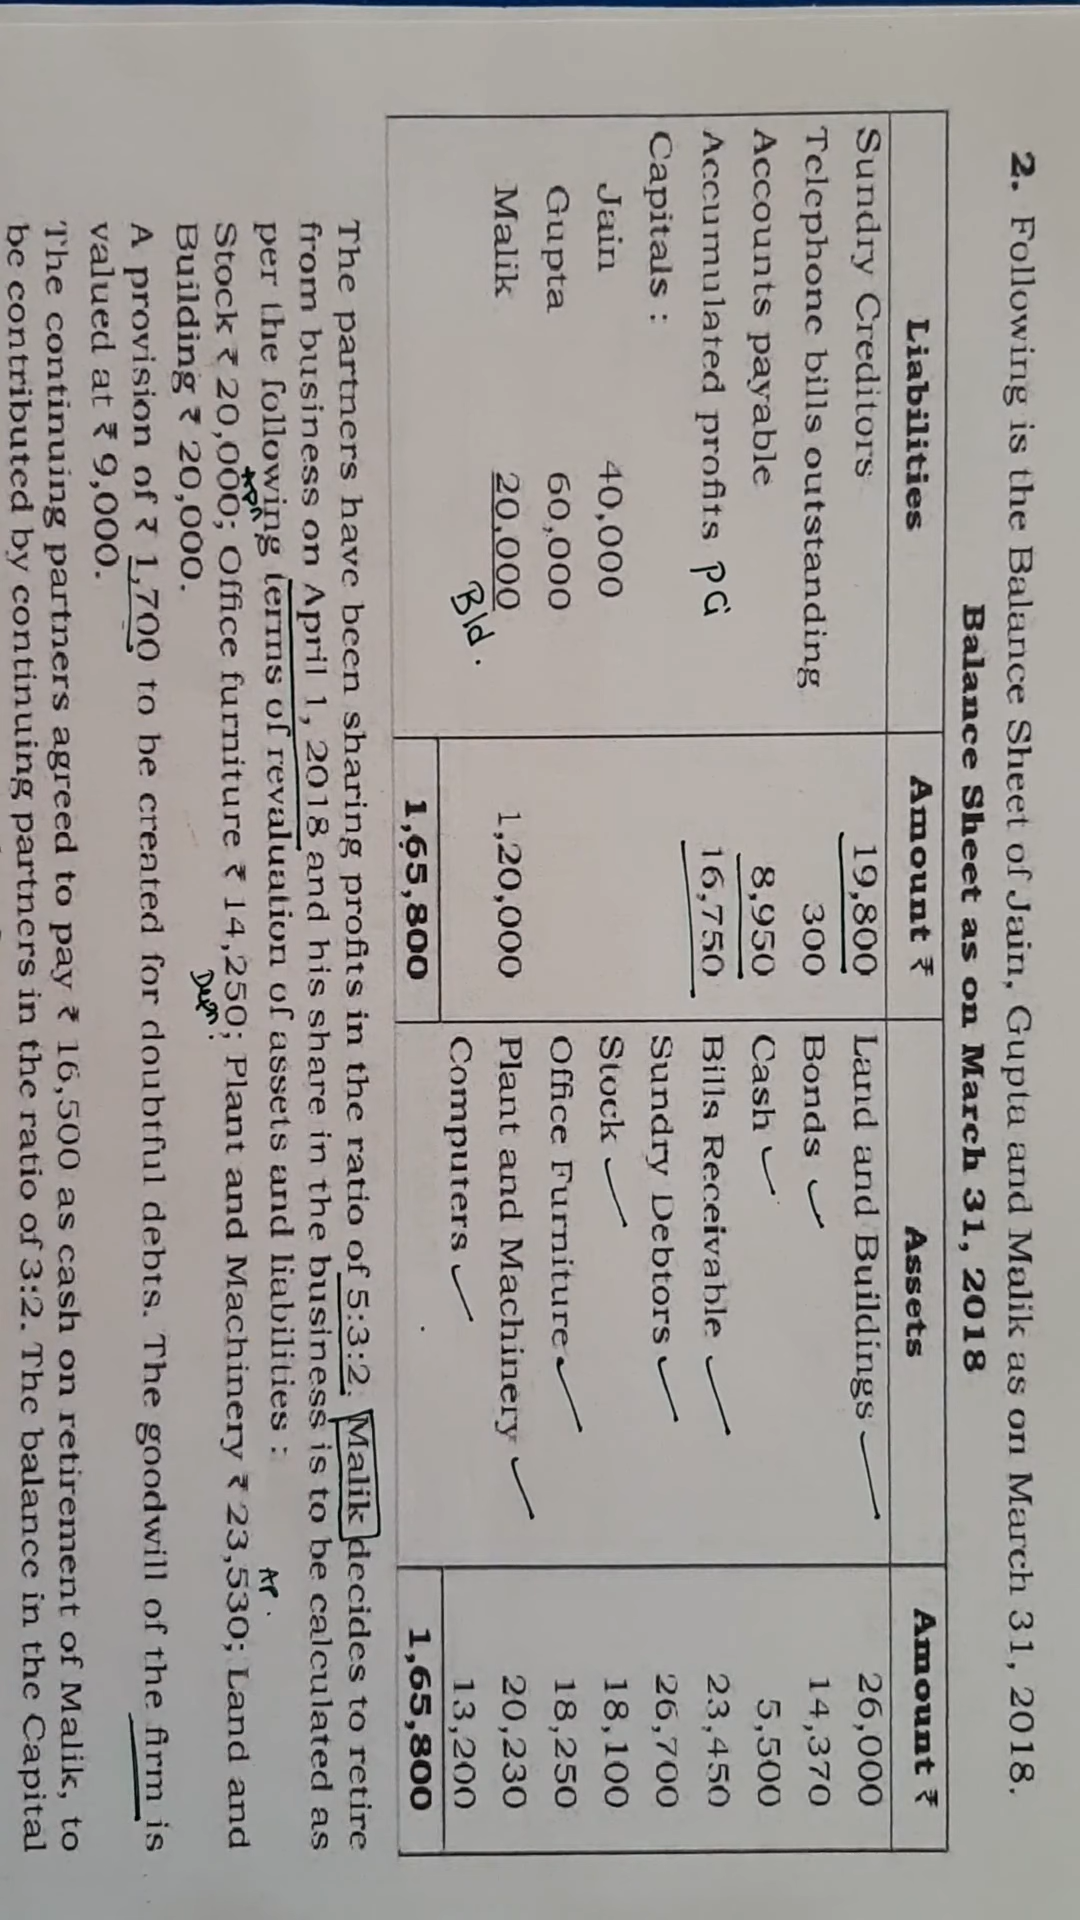 2. Following is the Balance Sheet of Jain, Gupta and Malik as on March 31, 2018.
Balance Sheet as on March 31, 2018
Liabilities Amount ₹ Assets Amount ₹
Sundry Creditors 19,800 Land and Buildings 26,000
Telephone bills outstanding 300 Bonds 14,370
Accounts payable 8,950 Cash 5,500
Accumulated profits PG 16,750 Bills Receivable 23,450
Capitals : Sundry Debtors 26,700
Jain 40,000 Stock 18,100
Gupta 60,000 Office Furniture 18,250
Malik 20,000 1,20,000 Plant and Machinery 20,230
Bld. Computers 13,200
1,65,800 1,65,800
The partners have been sharing profits in the ratio of 5:3:2. Malik decides to retire
from business on April 1, 2018 and his share in the business is to be calculated as
per the following terms of revaluation of assets and liabilities :
Apn AP.
Stock ₹ 20,000; Office furniture ₹ 14,250; Plant and Machinery ₹ 23,530; Land and
Depn.
Building ₹ 20,000.
A provision of ₹ 1,700 to be created for doubtful debts. The goodwill of the firm is
valued at ₹ 9,000.
The continuing partners agreed to pay ₹ 16,500 as cash on retirement of Malik, to
be contributed by continuing partners in the ratio of 3:2. The balance in the Capital